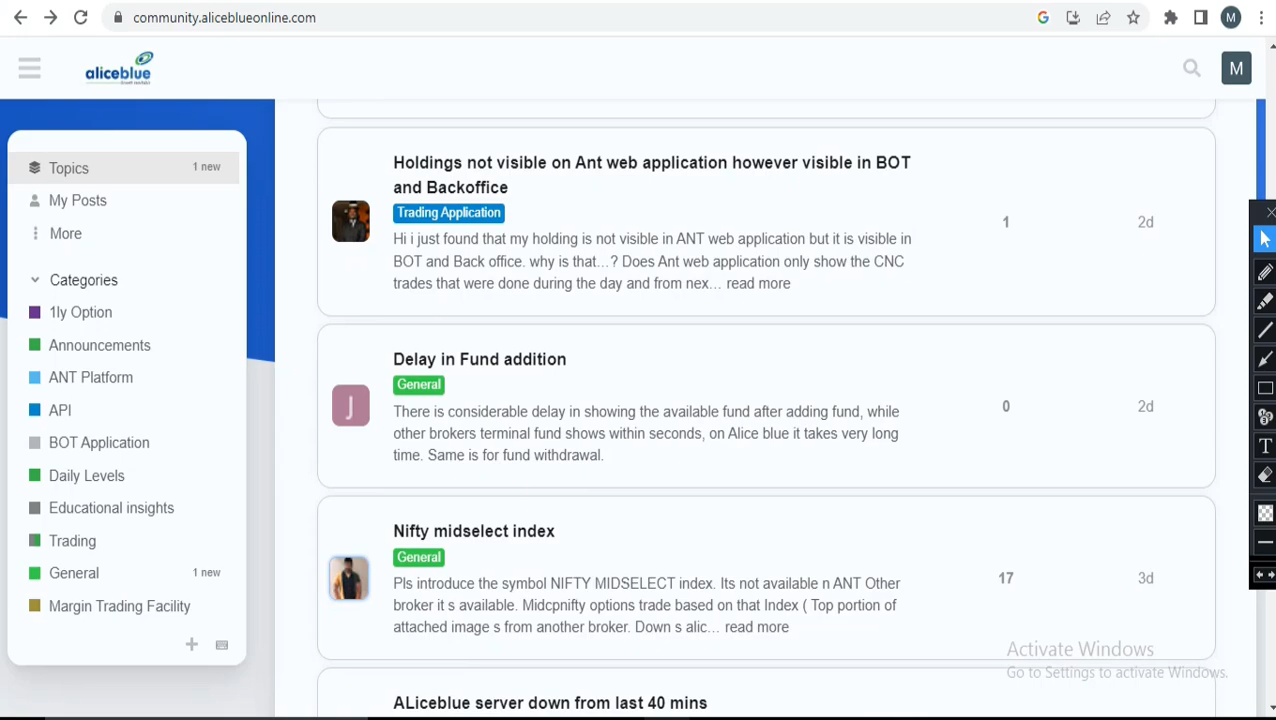 community.aliceblueonline.com
M
aliceblue
M
Topics
1 new
My Posts
More
Categories
1ly Option
Announcements
ANT Platform
API
BOT Application
Daily Levels
Educational insights
Trading
General
1 new
Margin Trading Facility
Holdings not visible on Ant web application however visible in BOT
and Backoffice
Trading Application
Hi i just found that my holding is not visible in ANT web application but it is visible in
BOT and Back office. why is that...? Does Ant web application only show the CNC
trades that were done during the day and from nex... read more
1
2d
J
Delay in Fund addition
General
There is considerable delay in showing the available fund after adding fund, while
other brokers terminal fund shows within seconds, on Alice blue it takes very long
time. Same is for fund withdrawal.
0
2d
Nifty midselect index
General
Pls introduce the symbol NIFTY MIDSELECT index. Its not available n ANT Other
broker it s available. Midcpnifty options trade based on that Index ( Top portion of
attached image s from another broker. Down s alic... read more
17
3d
ALiceblue server down from last 40 mins
T
Activate Windows
Go to Settings to activate Windows.